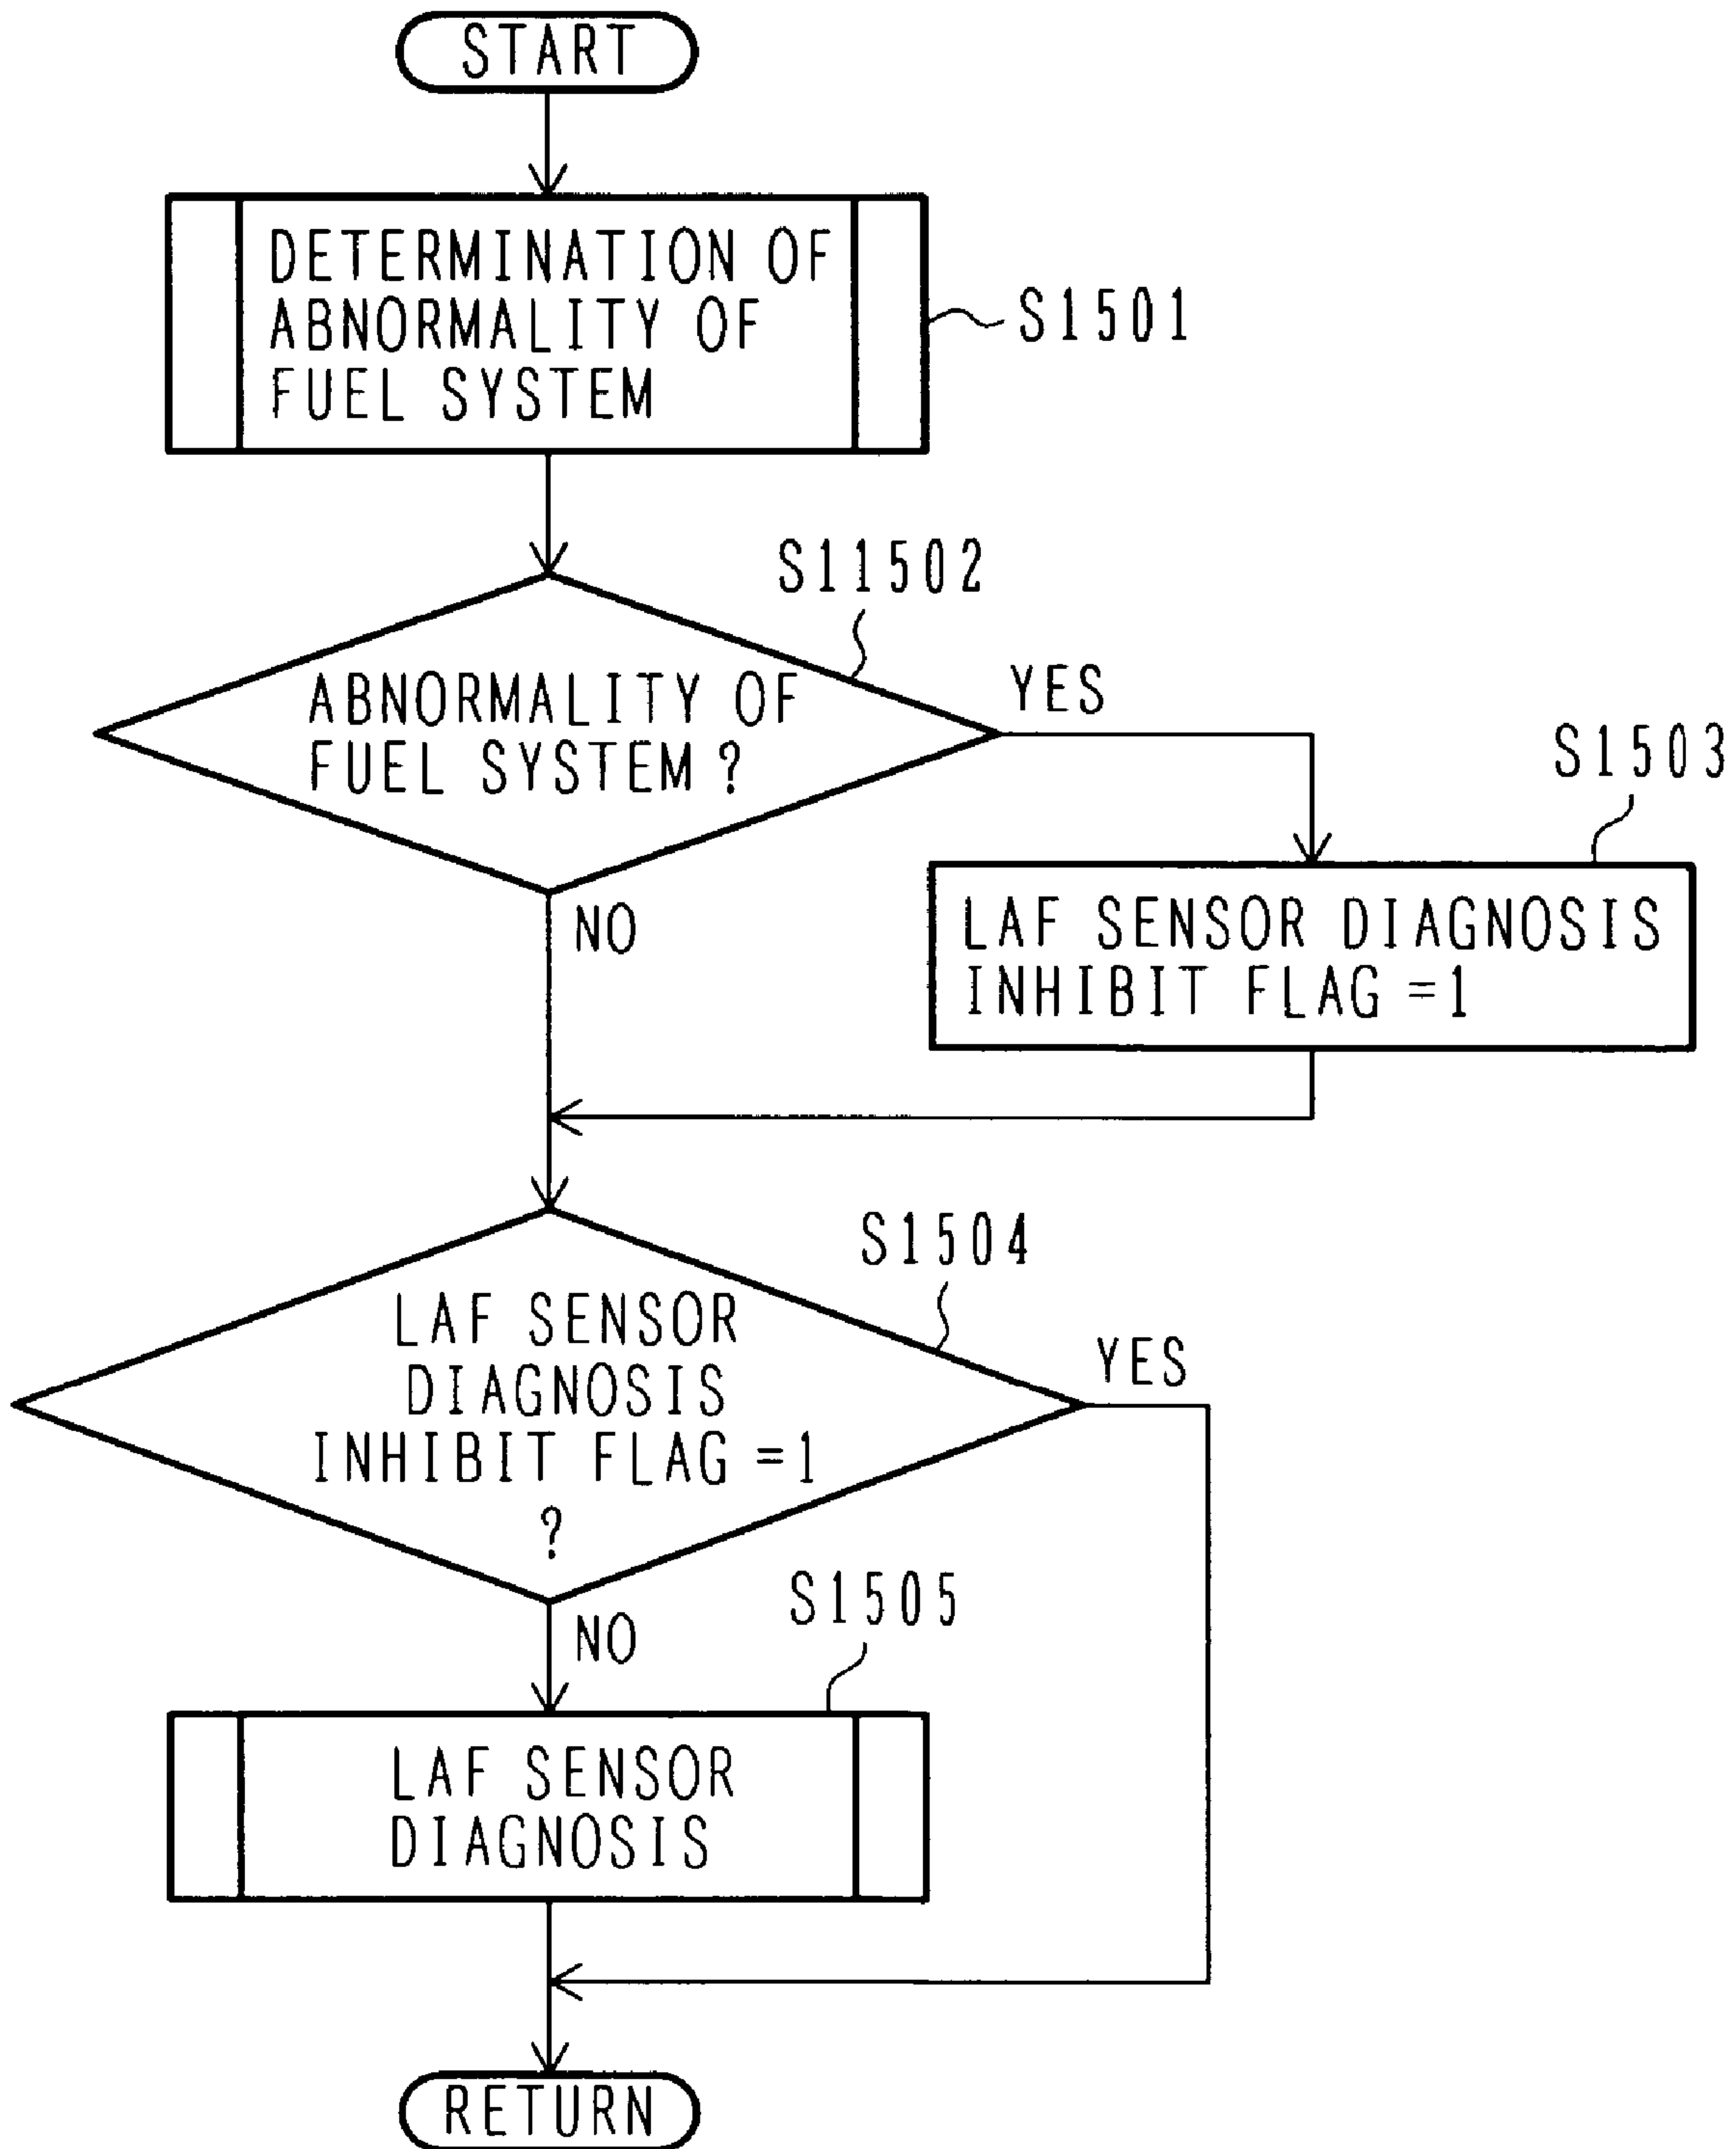 START
DETERMINATION OF
ABNORMALITY OF
FUEL SYSTEM
S1501
S11502
ABNORMALITY OF
FUEL SYSTEM ?
YES
NO
S1503
LAF SENSOR DIAGNOSIS
INHIBIT FLAG =1
S1504
LAF SENSOR
DIAGNOSIS
INHIBIT FLAG =1
?
YES
NO
S1505
LAF SENSOR
DIAGNOSIS
RETURN